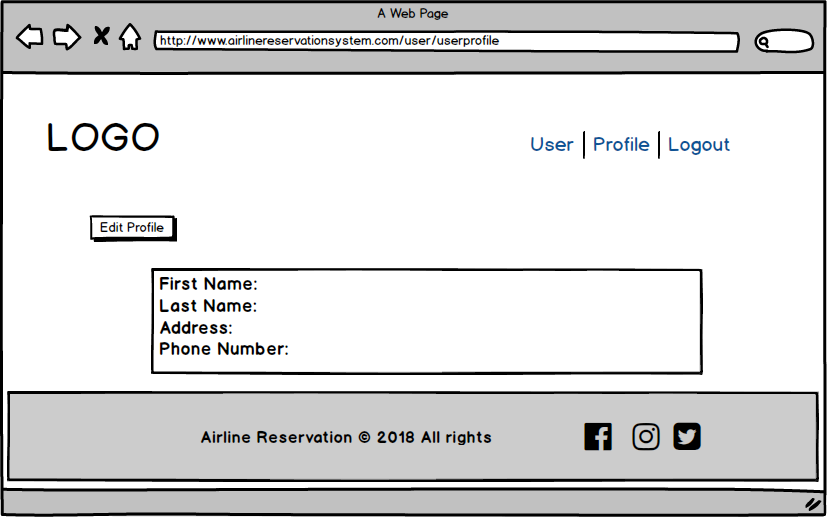 A Web Page
http://www.airlinereservationsystem.com/user/userprofile
LOGO
User | Profile | Logout
Edit Profile
First Name:
Last Name:
Address:
Phone Number:
Airline Reservation © 2018 All rights